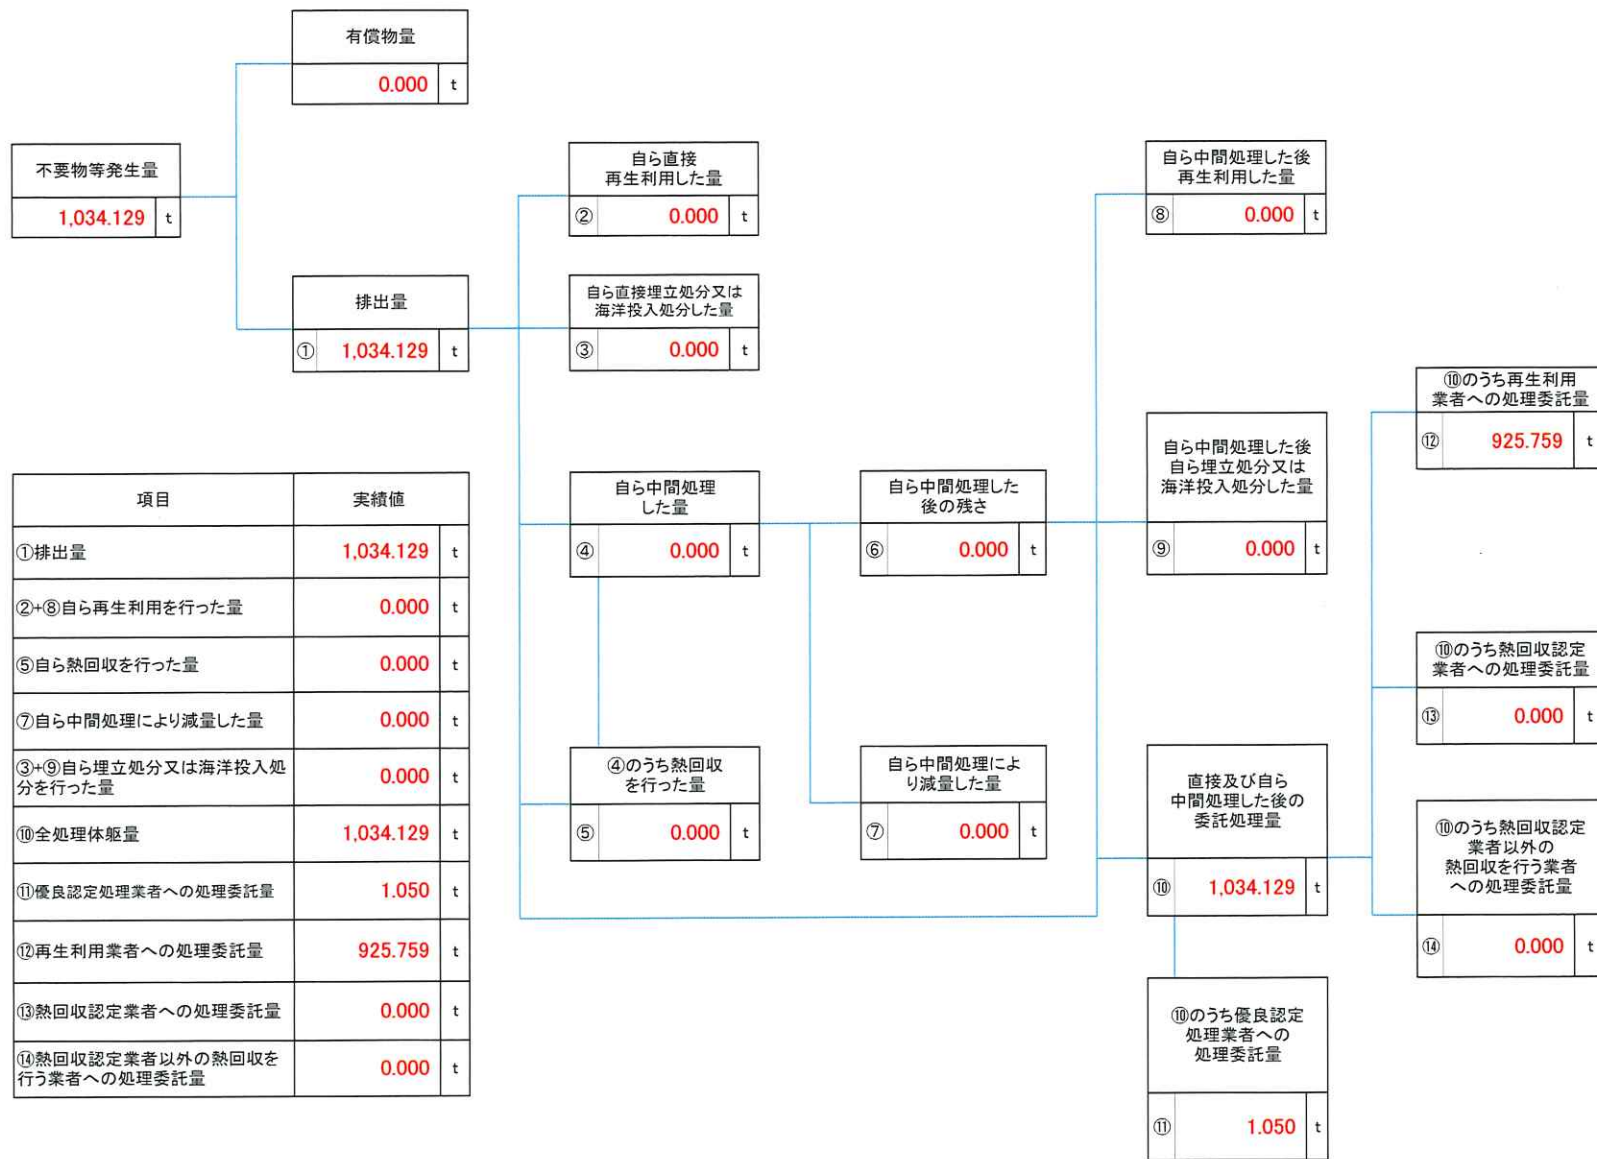 有償物量
0.000 t
不要物等発生量
1,034.129 t
排出量
① 1,034.129 t
自ら直接
再生利用した量
② 0.000 t
自ら直接埋立処分又は
海洋投入処分した量
③ 0.000 t
自ら中間処理
した量
④ 0.000 t
④のうち熱回収
を行った量
⑤ 0.000 t
自ら中間処理した
後の残さ
⑥ 0.000 t
自ら中間処理によ
り減量した量
⑦ 0.000 t
自ら中間処理した後
再生利用した量
⑧ 0.000 t
自ら中間処理した後
自ら埋立処分又は
海洋投入処分した量
⑨ 0.000 t
直接及び自ら
中間処理した後の
委託処理量
⑩ 1,034.129 t
⑩のうち優良認定
処理業者への
処理委託量
⑪ 1.050 t
⑩のうち再生利用
業者への処理委託量
⑫ 925.759 t
⑩のうち熱回収認定
業者への処理委託量
⑬ 0.000 t
⑩のうち熱回収認定
業者以外の
熱回収を行う業者
への処理委託量
⑭ 0.000 t
項目 実績値
①排出量 1,034.129 t
②+⑧自ら再生利用を行った量 0.000 t
⑤自ら熱回収を行った量 0.000 t
⑦自ら中間処理により減量した量 0.000 t
③+⑨自ら埋立処分又は海洋投入処
分を行った量 0.000 t
⑩全処理体躯量 1,034.129 t
⑪優良認定処理業者への処理委託量 1.050 t
⑫再生利用業者への処理委託量 925.759 t
⑬熱回収認定業者への処理委託量 0.000 t
⑭熱回収認定業者以外の熱回収を
行う業者への処理委託量 0.000 t